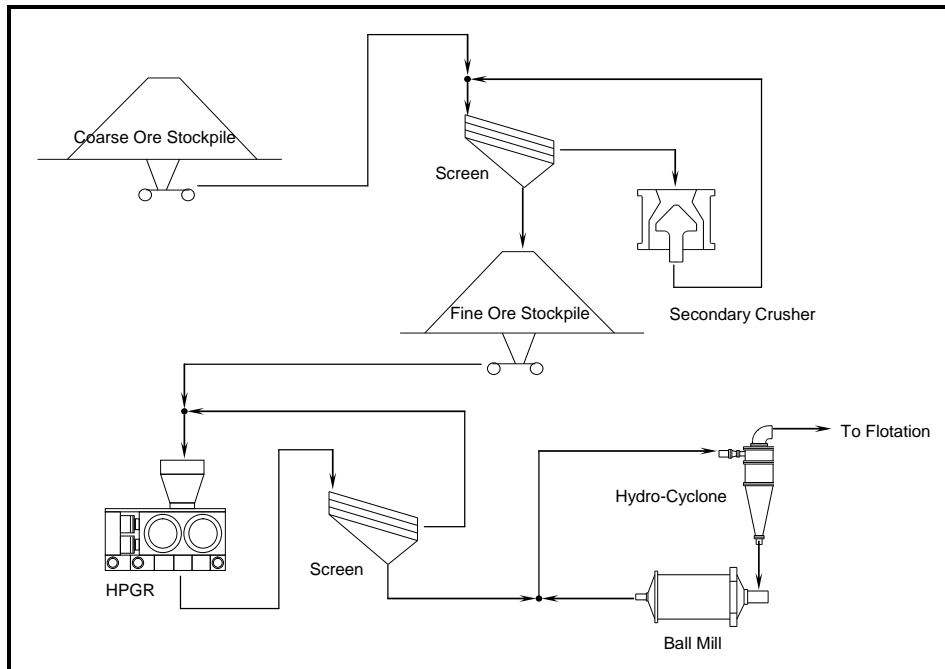 Coarse Ore Stockpile
Screen
Fine Ore Stockpile
Secondary Crusher
To Flotation
Hydro-Cyclone
HPGR
Screen
Ball Mill